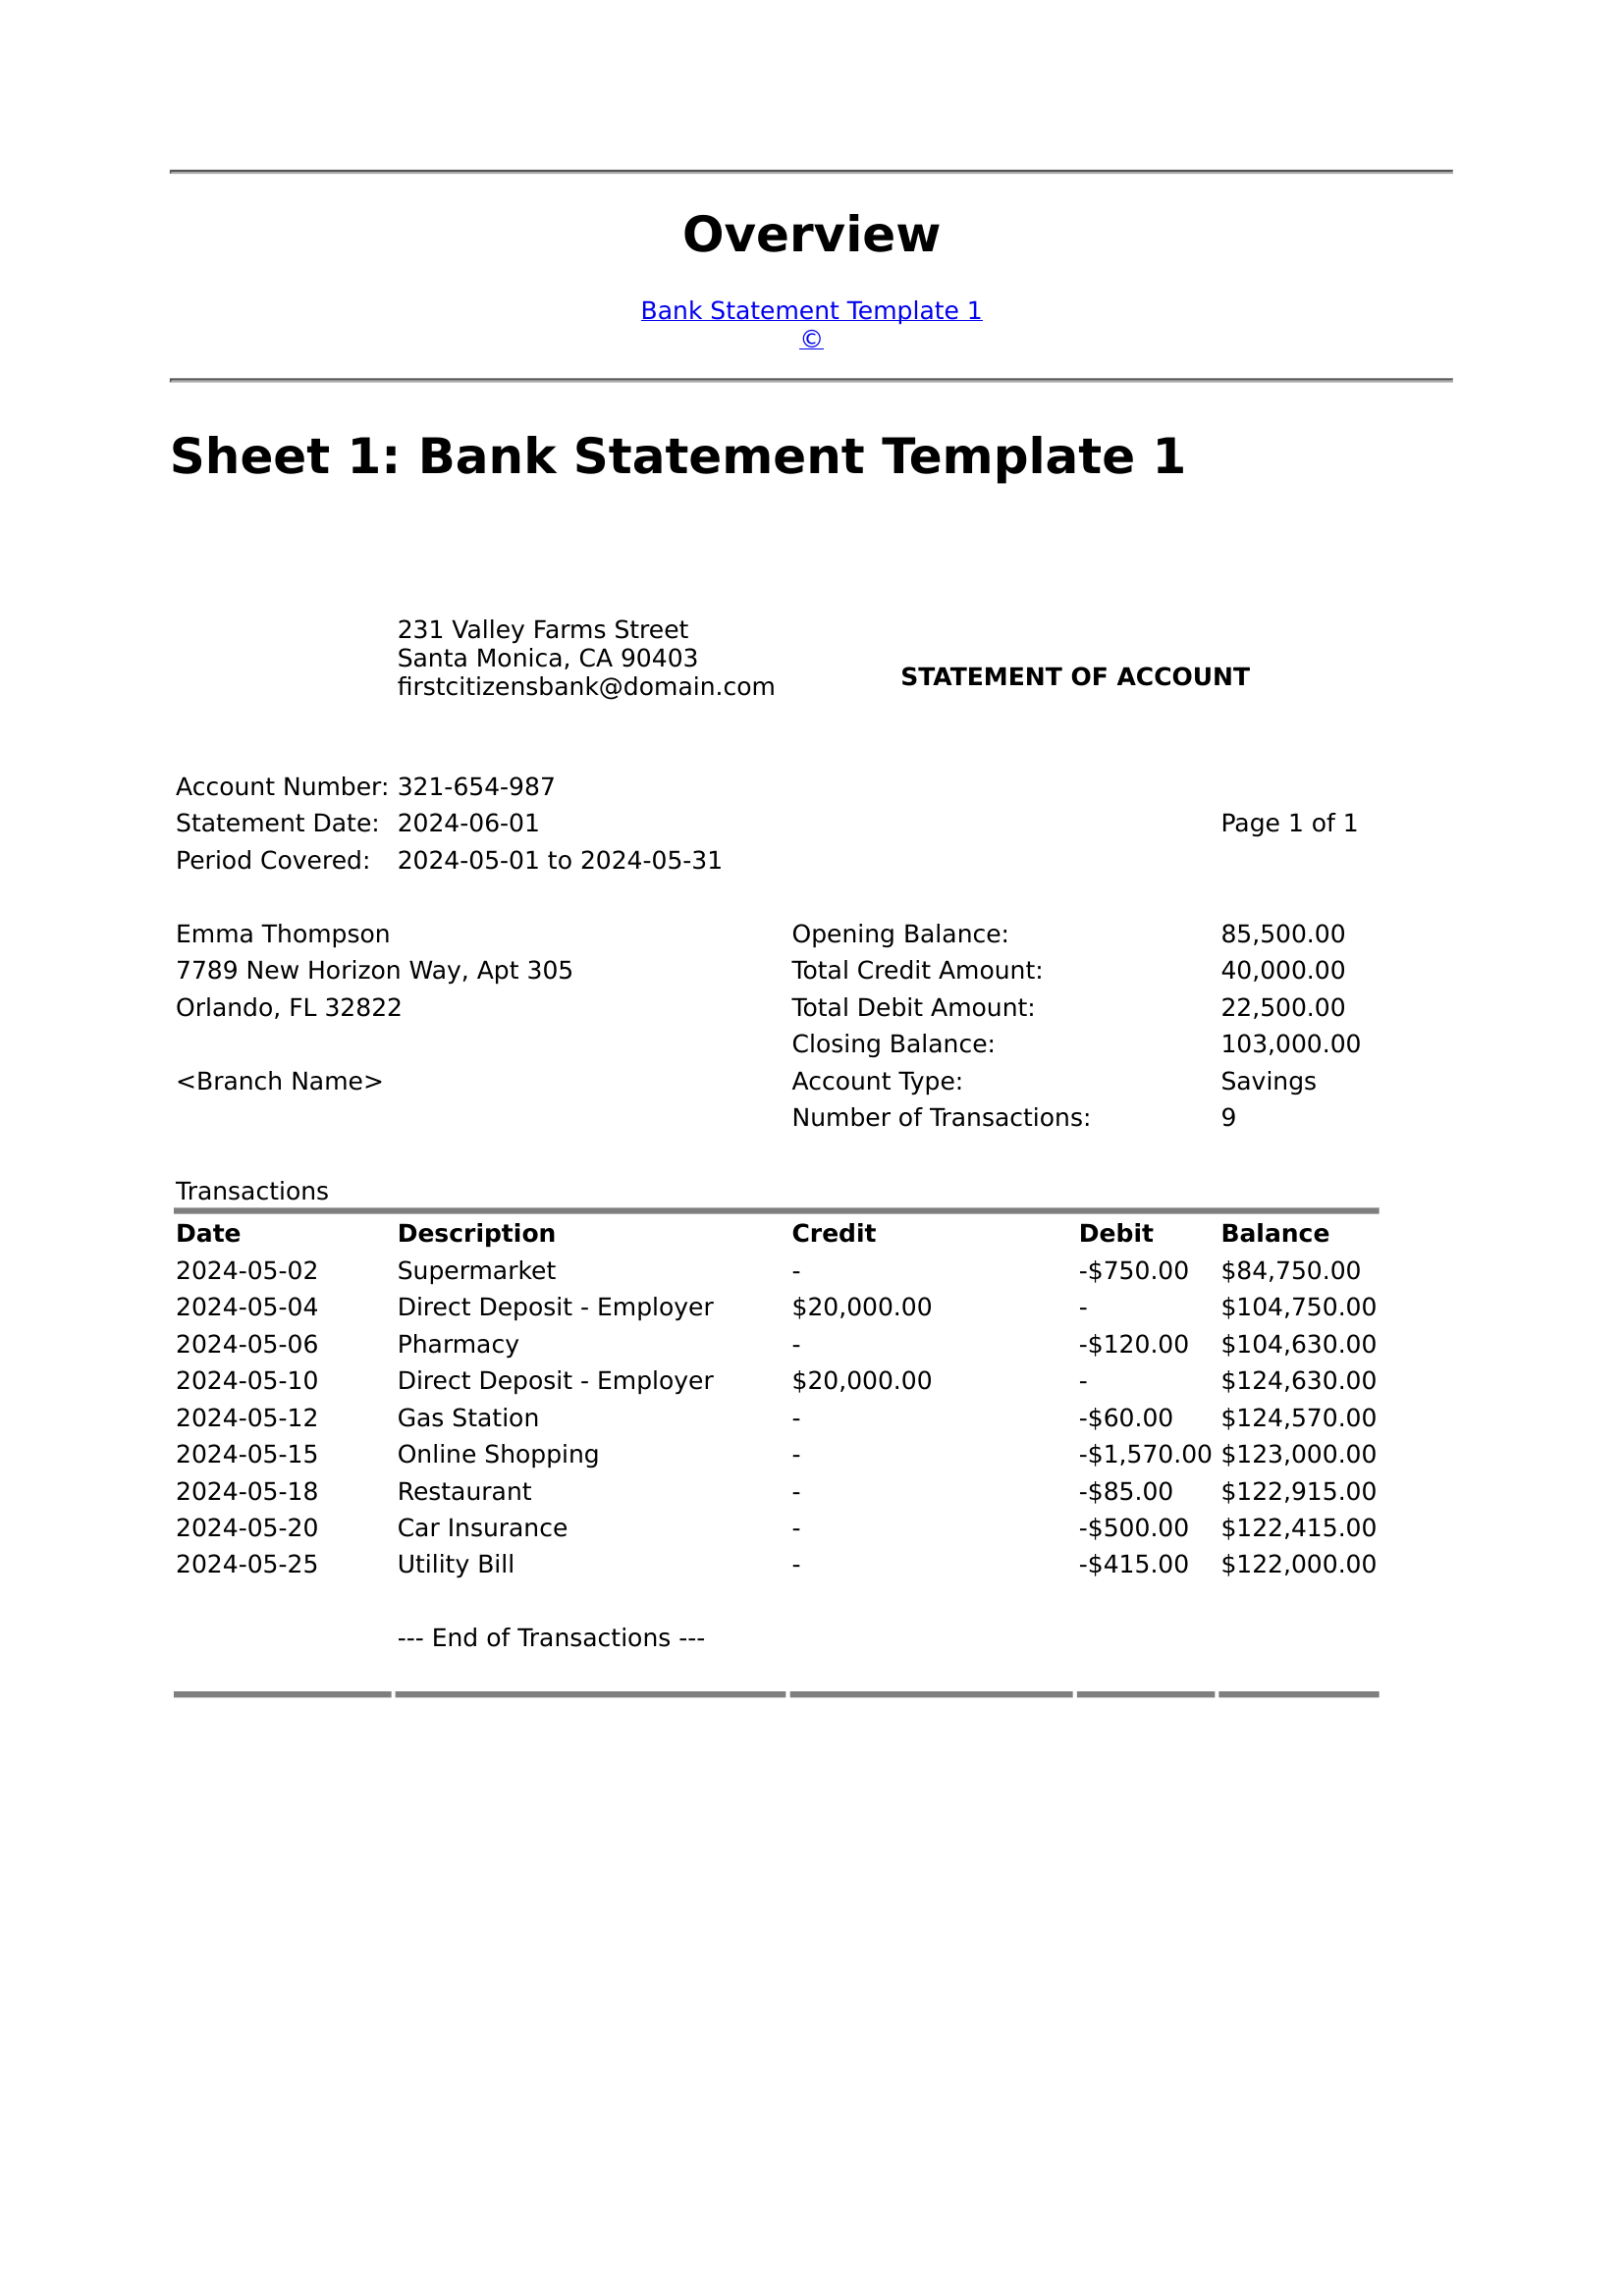 Overview
Bank Statement Template 1
©
Sheet 1: Bank Statement Template 1
231 Valley Farms Street
Santa Monica, CA 90403
firstcitizensbank@domain.com
STATEMENT OF ACCOUNT
Account Number: 321-654-987
Statement Date: 2024-06-01 Page 1 of 1
Period Covered: 2024-05-01 to 2024-05-31
Emma Thompson Opening Balance: 85,500.00
7789 New Horizon Way, Apt 305 Total Credit Amount: 40,000.00
Orlando, FL 32822 Total Debit Amount: 22,500.00
Closing Balance: 103,000.00
<Branch Name> Account Type: Savings
Number of Transactions: 9
Transactions
Date Description Credit Debit Balance
2024-05-02 Supermarket - -$750.00 $84,750.00
2024-05-04 Direct Deposit - Employer $20,000.00 - $104,750.00
2024-05-06 Pharmacy - -$120.00 $104,630.00
2024-05-10 Direct Deposit - Employer $20,000.00 - $124,630.00
2024-05-12 Gas Station - -$60.00 $124,570.00
2024-05-15 Online Shopping - -$1,570.00 $123,000.00
2024-05-18 Restaurant - -$85.00 $122,915.00
2024-05-20 Car Insurance - -$500.00 $122,415.00
2024-05-25 Utility Bill - -$415.00 $122,000.00
--- End of Transactions ---